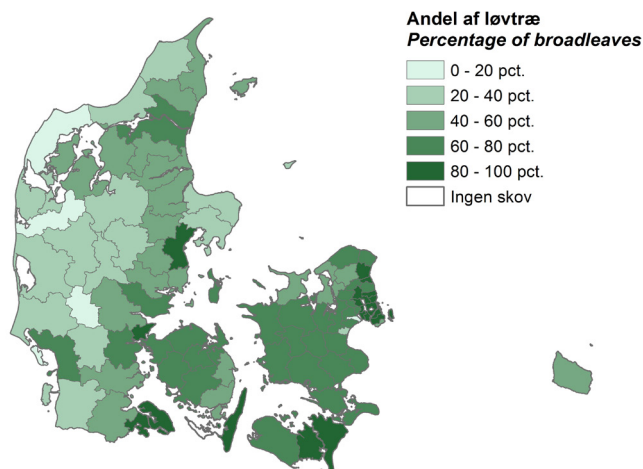 Andel af løvtræ
Percentage of broadleaves
0 - 20 pct.
20 - 40 pct.
40 - 60 pct.
60 - 80 pct.
80 - 100 pct.
Ingen skov